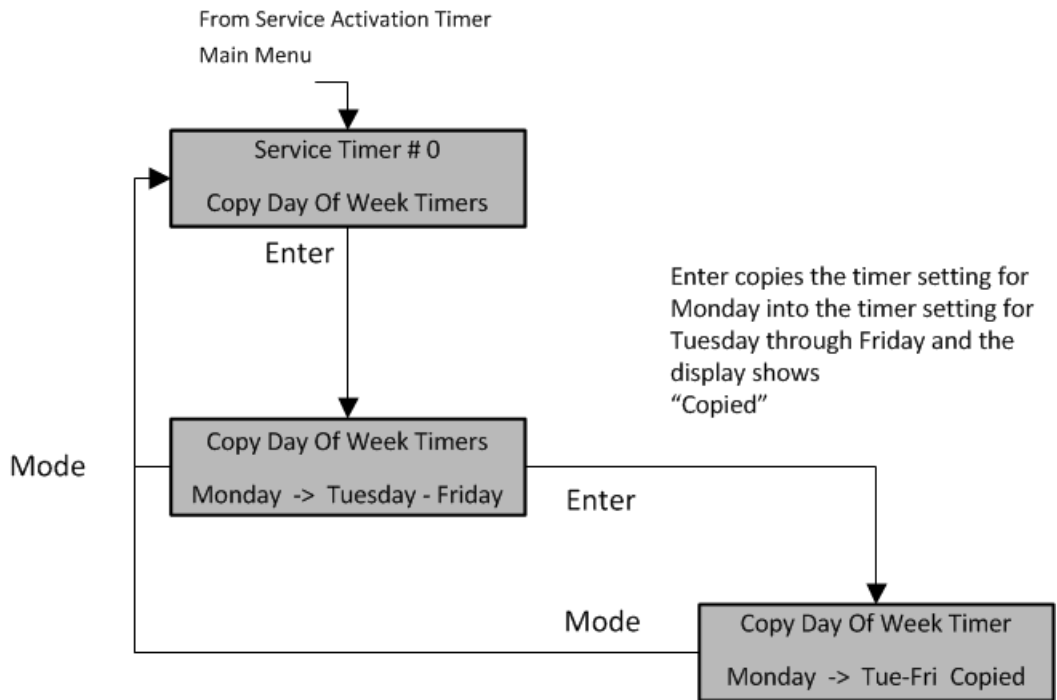 From Service Activation Timer
Main Menu
Service Timer # 0
Copy Day Of Week Timers
Enter
Enter copies the timer setting for
Monday into the timer setting for
Tuesday through Friday and the
display shows
“Copied”
Copy Day Of Week Timers
Monday -> Tuesday - Friday
Mode
Enter
Mode
Copy Day Of Week Timer
Monday -> Tue-Fri Copied